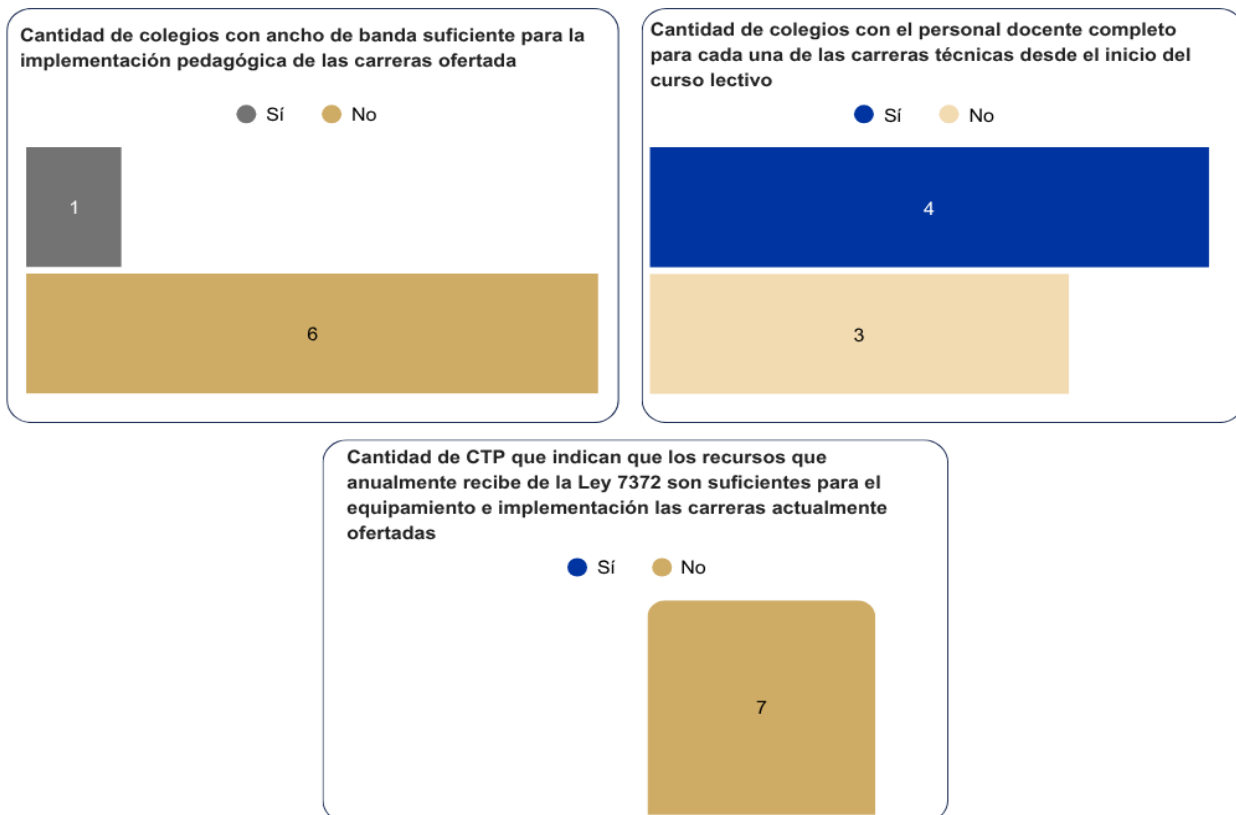 Cantidad de colegios con ancho de banda suficiente para la
implementación pedagógica de las carreras ofertada
Sí No
1
6
Cantidad de colegios con el personal docente completo
para cada una de las carreras técnicas desde el inicio del
curso lectivo
Sí No
4
3
Cantidad de CTP que indican que los recursos que
anualmente recibe de la Ley 7372 son suficientes para el
equipamiento e implementación las carreras actualmente
ofertadas
Sí No
7